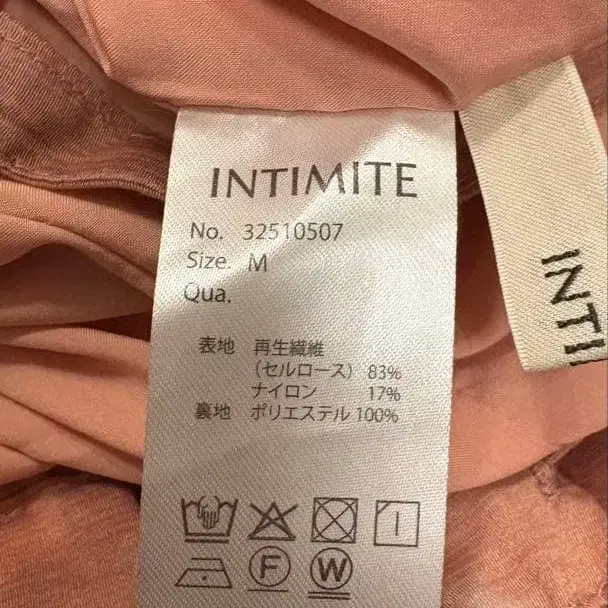 INTIMITE
No. 32510507
Size. M
Qua.
表地 再生繊維
(セルロース) 83%
ナイロン 17%
裏地 ポリエステル 100%
F W
INTI